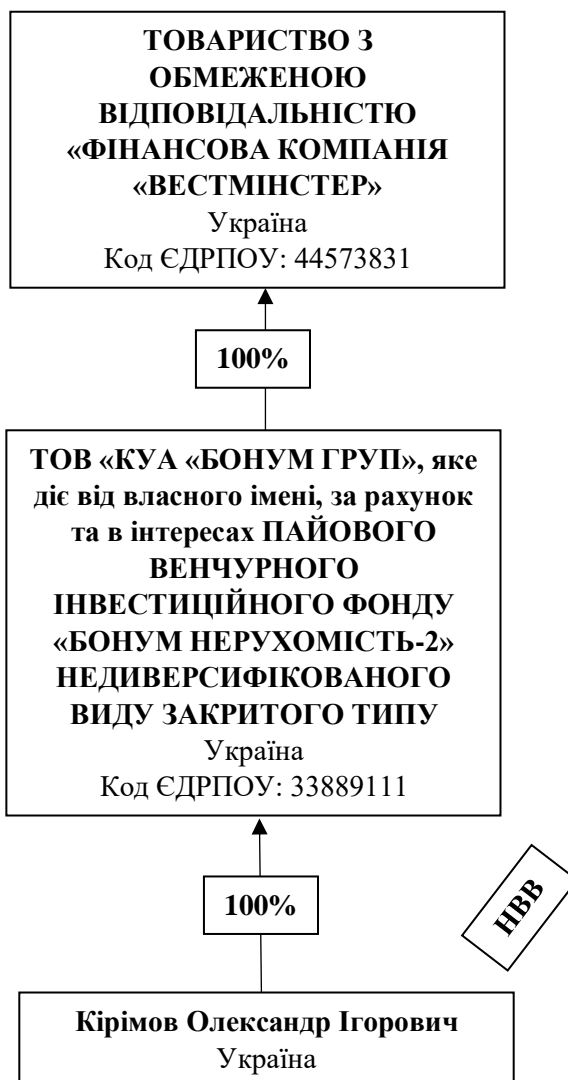 ТОВАРИСТВО З
ОБМЕЖЕНОЮ
ВІДПОВІДАЛЬНІСТЮ
«ФІНАНСОВА КОМПАНІЯ
«ВЕСТМІНСТЕР»
Україна
Код ЄДРПОУ: 44573831
100%
ТОВ «КУА «БОНУМ ГРУП», яке
діє від власного імені, за рахунок
та в інтересах ПАЙОВОГО
ВЕНЧУРНОГО
ІНВЕСТИЦІЙНОГО ФОНДУ
«БОНУМ НЕРУХОМІСТЬ-2»
НЕДИВЕРСИФІКОВАНОГО
ВИДУ ЗАКРИТОГО ТИПУ
Україна
Код ЄДРПОУ: 33889111
100%
НВВ
Кірімов Олександр Ігорович
Україна